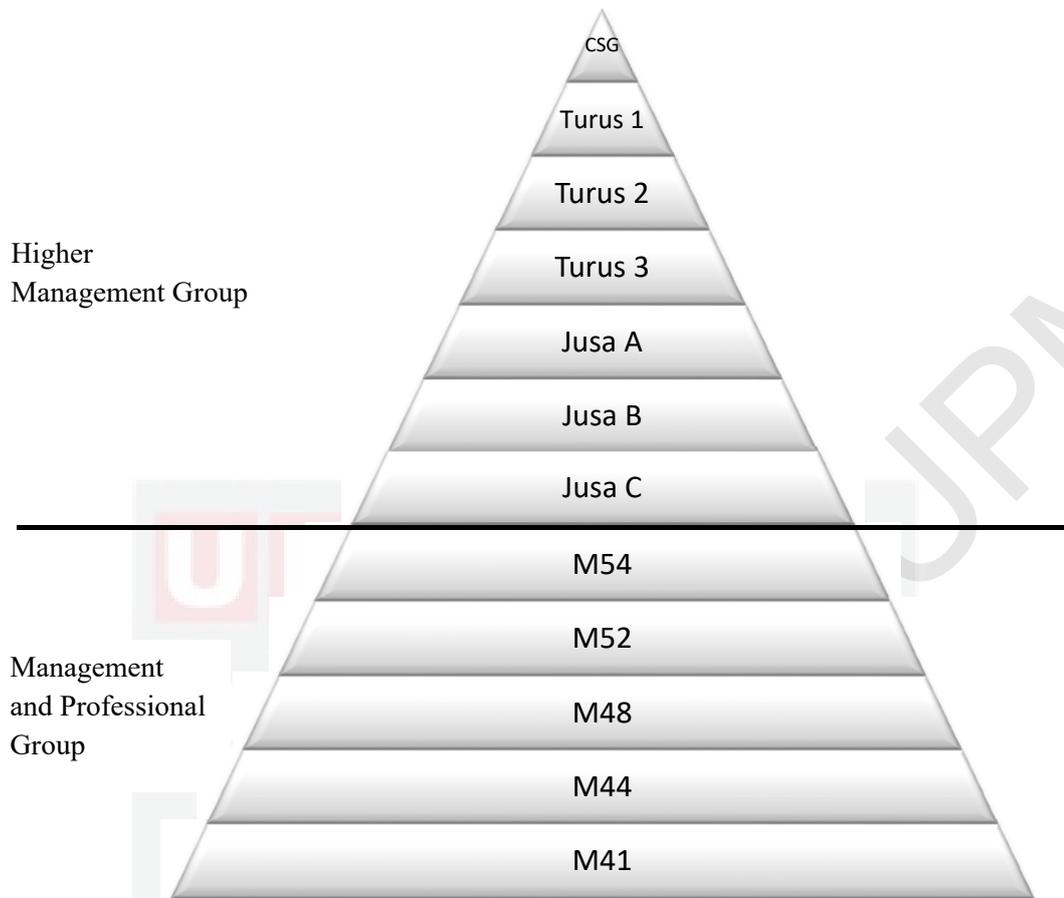 CSG
Turus 1
Turus 2
Turus 3
Higher
Management Group
Jusa A
Jusa B
Jusa C
M54
M52
Management
and Professional
Group
M48
M44
M41
UPM